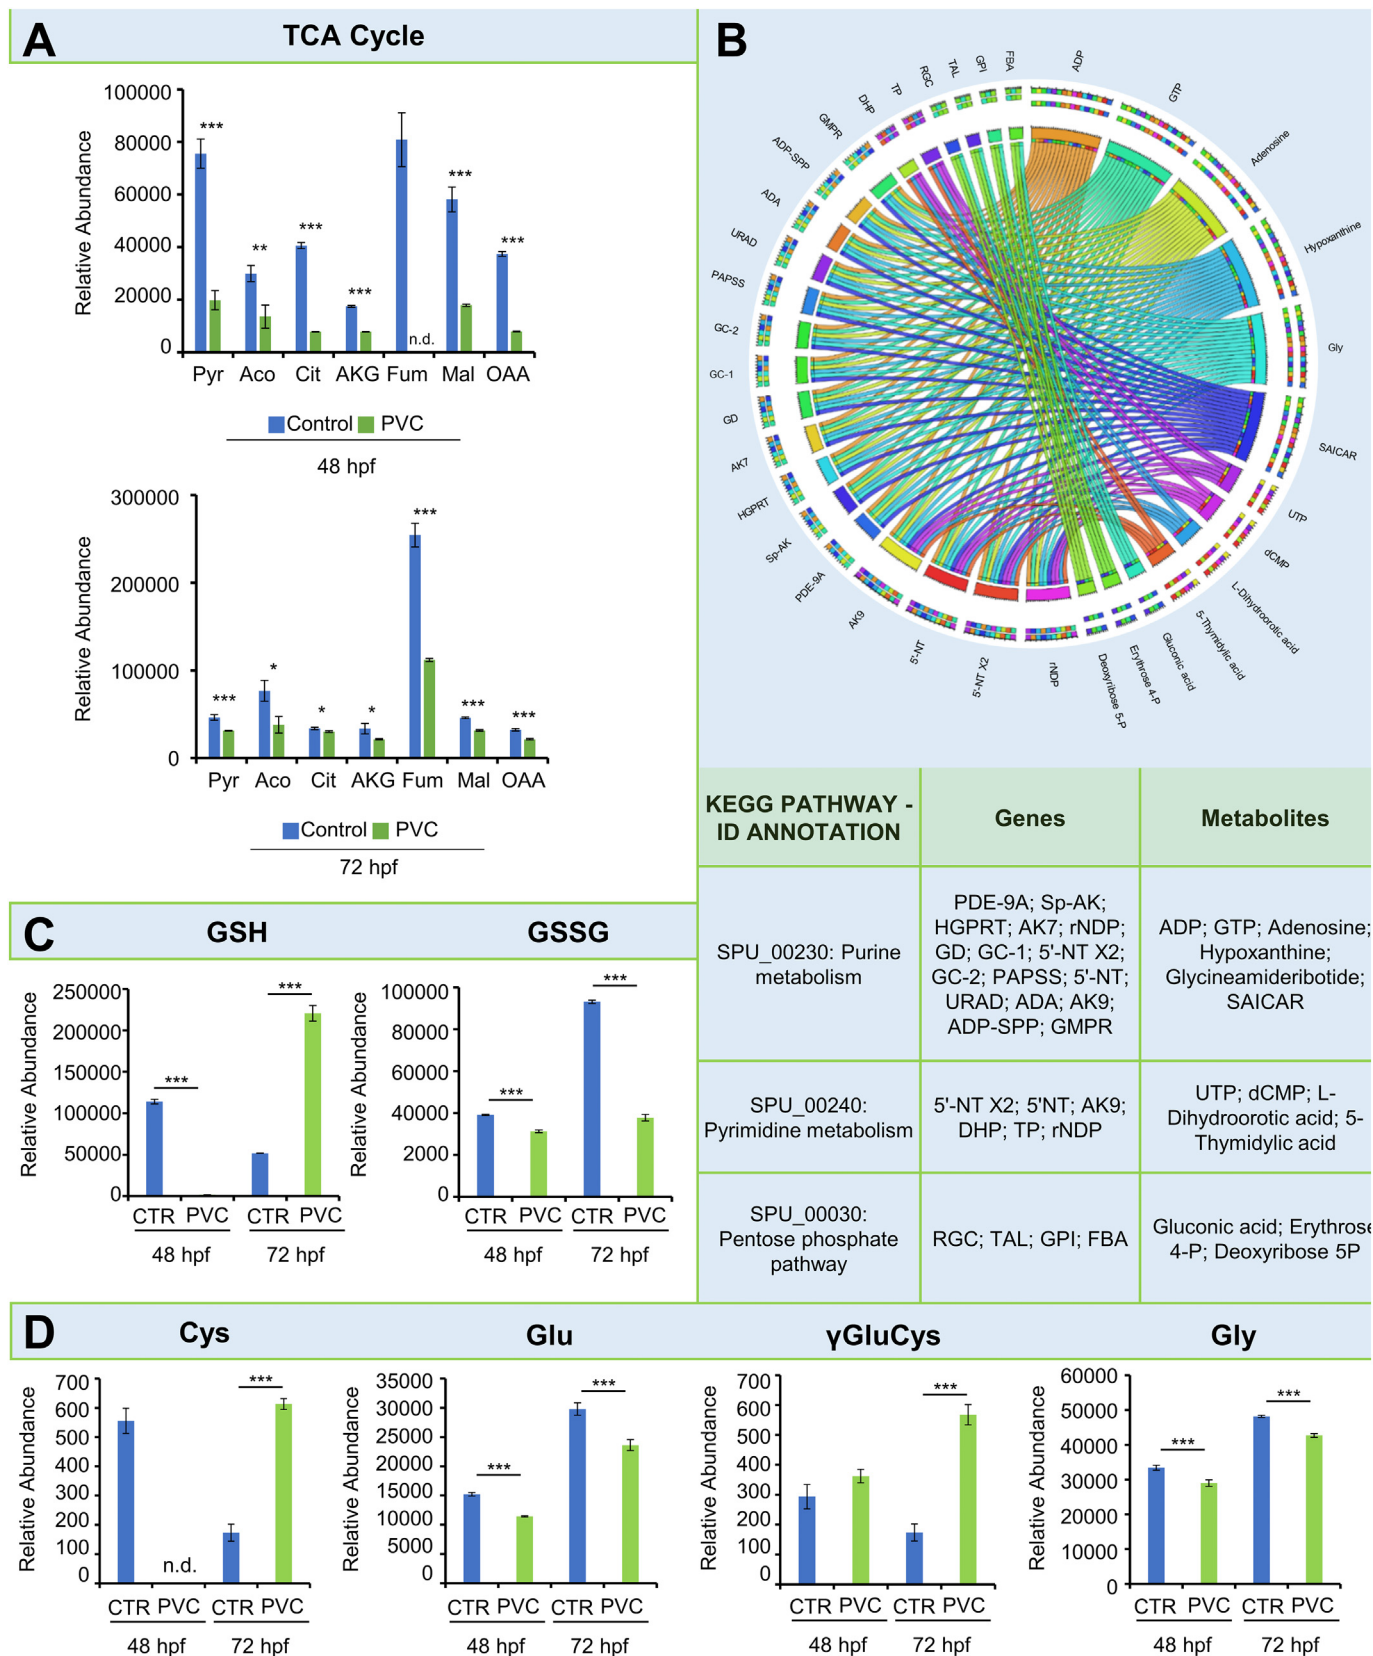 A
TCA Cycle
Relative Abundance
100000
80000
60000
40000
20000
0
***
**
***
***
n.d.
***
***
Pyr Aco Cit AKG Fum Mal OAA
Control PVC
48 hpf
Relative Abundance
300000
200000
100000
0
***
*
*
*
***
***
***
Pyr Aco Cit AKG Fum Mal OAA
Control PVC
72 hpf
B
ADP
GTP
Adenosine
Hypoxanthine
Gly
SAICAR
UTP
dCMP
L-Dihydroorotic acid
5-Thymidylic acid
Gluconic acid
Erythrose 4-P
Deoxyribose 5-P
rNDP
5'-NT X2
5'-NT
AK9
PDE-9A
Sp-AK
HGPRT
AK7
GD
GC-1
GC-2
PAPSS
URAD
ADA
ADP-SPP
GMPR
DHP
TP
RGC
TAL
GPI
FBA
KEGG PATHWAY -
ID ANNOTATION
Genes
Metabolites
SPU_00230: Purine
metabolism
PDE-9A; Sp-AK;
HGPRT; AK7; rNDP;
GD; GC-1; 5'-NT X2;
GC-2; PAPSS; 5'-NT;
URAD; ADA; AK9;
ADP-SPP; GMPR
ADP; GTP; Adenosine;
Hypoxanthine;
Glycineamideribotide;
SAICAR
SPU_00240:
Pyrimidine metabolism
5'-NT X2; 5'NT; AK9;
DHP; TP; rNDP
UTP; dCMP; L-
Dihydroorotic acid; 5-
Thymidylic acid
SPU_00030:
Pentose phosphate
pathway
RGC; TAL; GPI; FBA
Gluconic acid; Erythrose
4-P; Deoxyribose 5P
C
GSH
Relative Abundance
250000
200000
150000
100000
50000
0
***
***
CTR PVC CTR PVC
48 hpf 72 hpf
GSSG
Relative Abundance
100000
80000
60000
40000
2000
0
***
***
CTR PVC CTR PVC
48 hpf 72 hpf
D
Cys
Relative Abundance
700
600
500
400
300
200
100
0
n.d.
***
CTR PVC CTR PVC
48 hpf 72 hpf
Glu
Relative Abundance
35000
30000
25000
20000
15000
10000
5000
0
***
***
CTR PVC CTR PVC
48 hpf 72 hpf
γGluCys
Relative Abundance
700
600
500
400
300
200
100
0
***
CTR PVC CTR PVC
48 hpf 72 hpf
Gly
Relative Abundance
60000
50000
40000
30000
20000
10000
0
***
***
CTR PVC CTR PVC
48 hpf 72 hpf